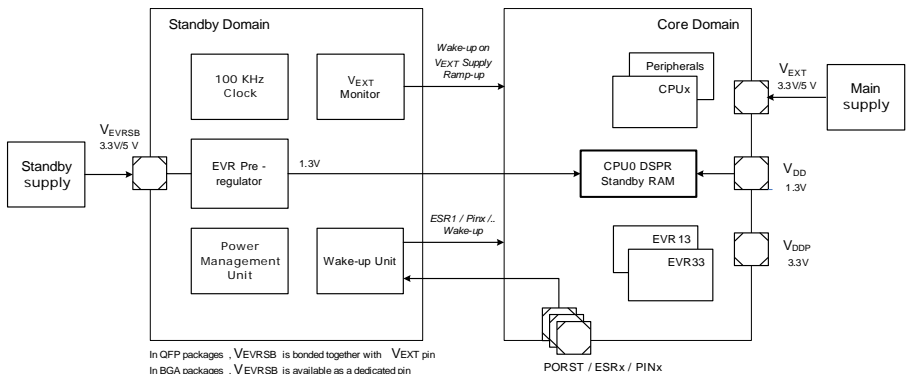 Standby Domain
Core Domain
100 KHz
Clock
VEXT
Monitor
Wake-up on
VEXT Supply
Ramp-up
Peripherals
CPUx
VEXT
3.3V/5 V
Main
supply
VEVRSB
3.3V/5 V
Standby
supply
EVR Pre -
regulator
1.3V
CPU0 DSPR
Standby RAM
VDD
1.3V
Power
Management
Unit
Wake-up Unit
ESR1 / Pinx /..
Wake-up
EVR 13
EVR33
VDDP
3.3V
In QFP packages , VEVRSB is bonded together with VEXT pin
In BGA packages , VEVRSB is available as a dedicated pin
PORST / ESRx / PINx